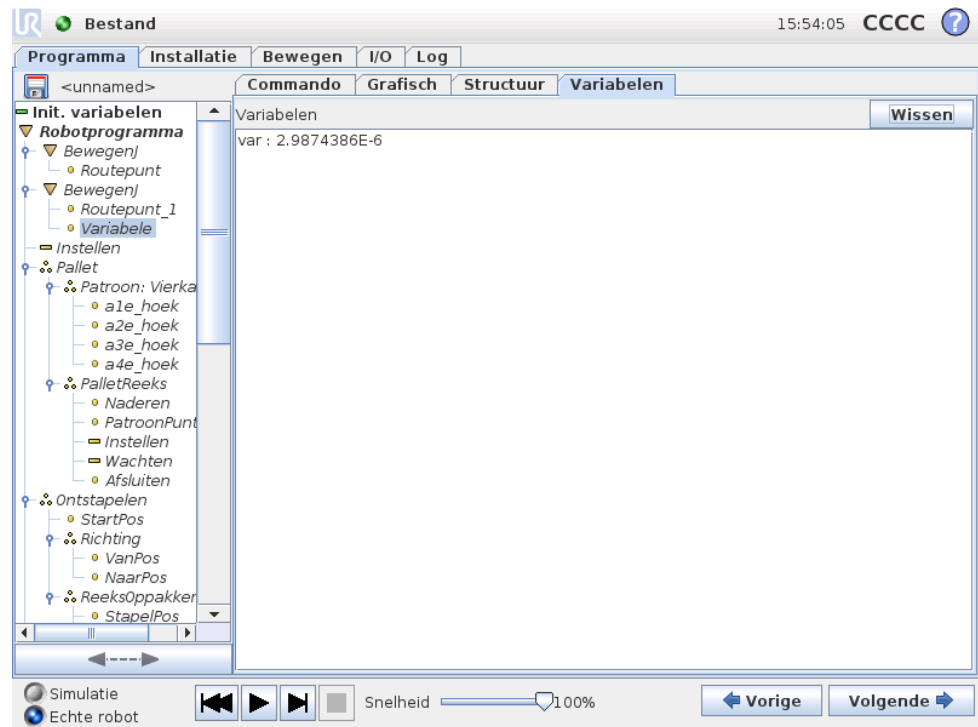 UR Bestand 15:54:05 CCCC ?
Programma Installatie Bewegen I/O Log
<unnamed>
Commando Grafisch Structuur Variabelen
Init. variabelen
Robotprogramma
BewegenJ
Routepunt
BewegenJ
Routepunt_1
Variabele
Instellen
Pallet
Patroon: Vierka
a1e_hoek
a2e_hoek
a3e_hoek
a4e_hoek
PalletReeks
Naderen
PatroonPunt
Instellen
Wachten
Afsluiten
Ontstapelen
StartPos
Richting
VanPos
NaarPos
ReeksOppakker
StapelPos
Variabelen Wissen
var : 2.9874386E-6
Simulatie
Echte robot
Snelheid 100%
Vorige Volgende